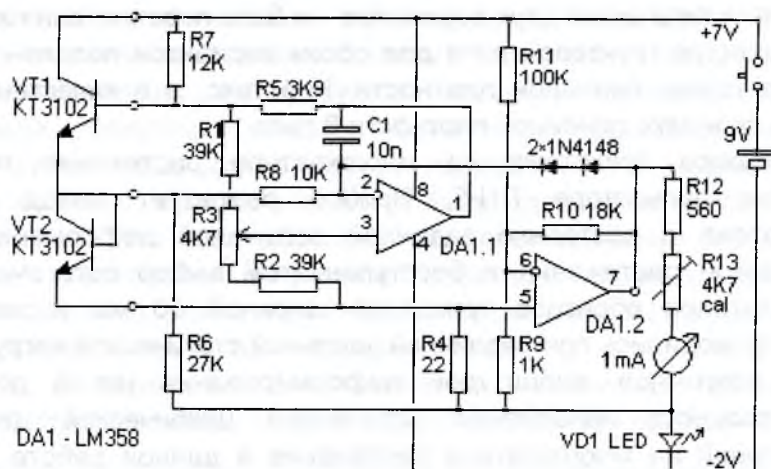 R7
12K
VT1
КТ3102
R5 3K9
R1
39K
C1
10n
R8 10K
2
8
1
3
4
DA1.1
R3
4K7
VT2
КТ3102
R2 39K
R6
27K
R4
22
R11
100K
2×1N4148
R10 18K
6
7
5
DA1.2
R9
1K
+7V
9V
R12
560
R13
4K7
cal
1mA
VD1 LED
-2V
DA1 - LM358